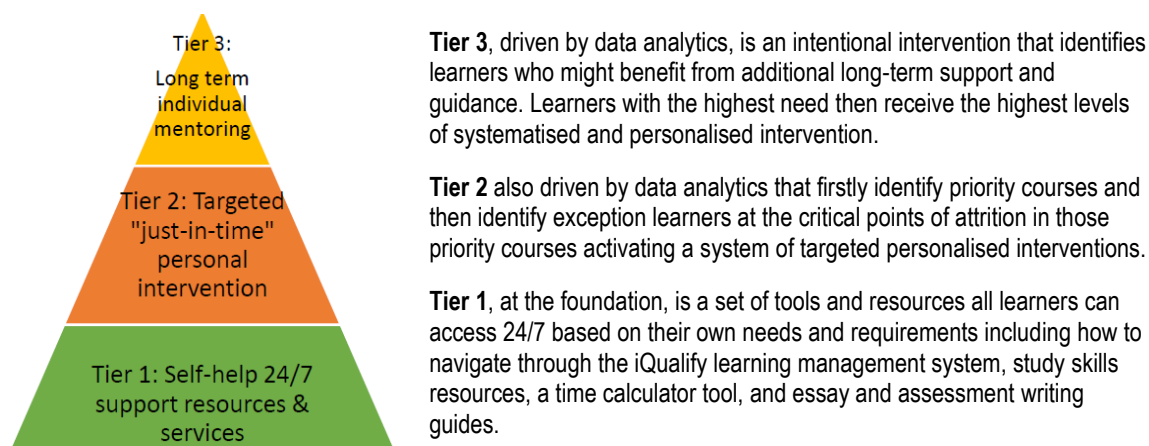 Tier 3:
Long term
individual
mentoring
Tier 2: Targeted
"just-in-time"
personal
intervention
Tier 1: Self-help 24/7
support resources &
services
Tier 3, driven by data analytics, is an intentional intervention that identifies
learners who might benefit from additional long-term support and
guidance. Learners with the highest need then receive the highest levels
of systematised and personalised intervention.
Tier 2 also driven by data analytics that firstly identify priority courses and
then identify exception learners at the critical points of attrition in those
priority courses activating a system of targeted personalised interventions.
Tier 1, at the foundation, is a set of tools and resources all learners can
access 24/7 based on their own needs and requirements including how to
navigate through the iQualify learning management system, study skills
resources, a time calculator tool, and essay and assessment writing
guides.